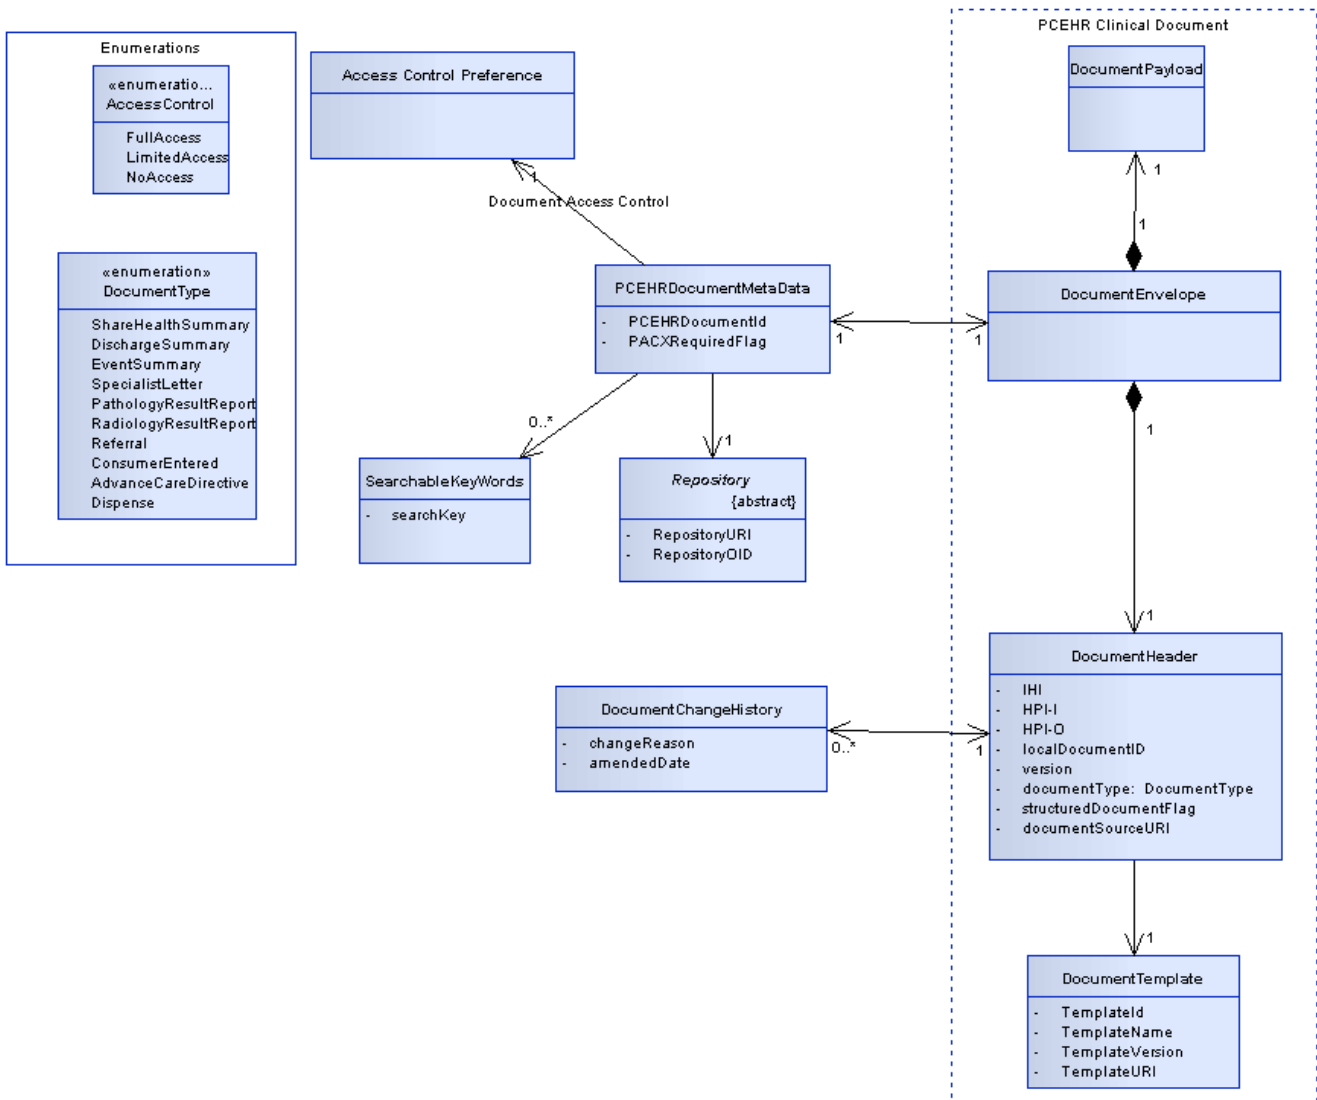 Enumerations
«enumeratio...
AccessControl
FullAccess
LimitedAccess
NoAccess
«enumeration»
DocumentType
ShareHealthSummary
DischargeSummary
EventSummary
SpecialistLetter
PathologyResultReport
RadiologyResultReport
Referral
ConsumerEntered
AdvanceCareDirective
Dispense
Access Control Preference
1
Document Access Control
PCEHRDocumentMetaData
- PCEHRDocumentId
- PACXRequiredFlag
1
1
0..*
1
SearchableKeyWords
- searchKey
Repository
{abstract}
- RepositoryURI
- RepositoryOID
PCEHR Clinical Document
DocumentPayload
1
1
DocumentEnvelope
1
1
DocumentHeader
- IHI
- HPI-I
- HPI-O
- localDocumentID
- version
- documentType: DocumentType
- structuredDocumentFlag
- documentSourceURI
DocumentChangeHistory
- changeReason
- amendedDate
0..*
1
1
DocumentTemplate
- TemplateId
- TemplateName
- TemplateVersion
- TemplateURI